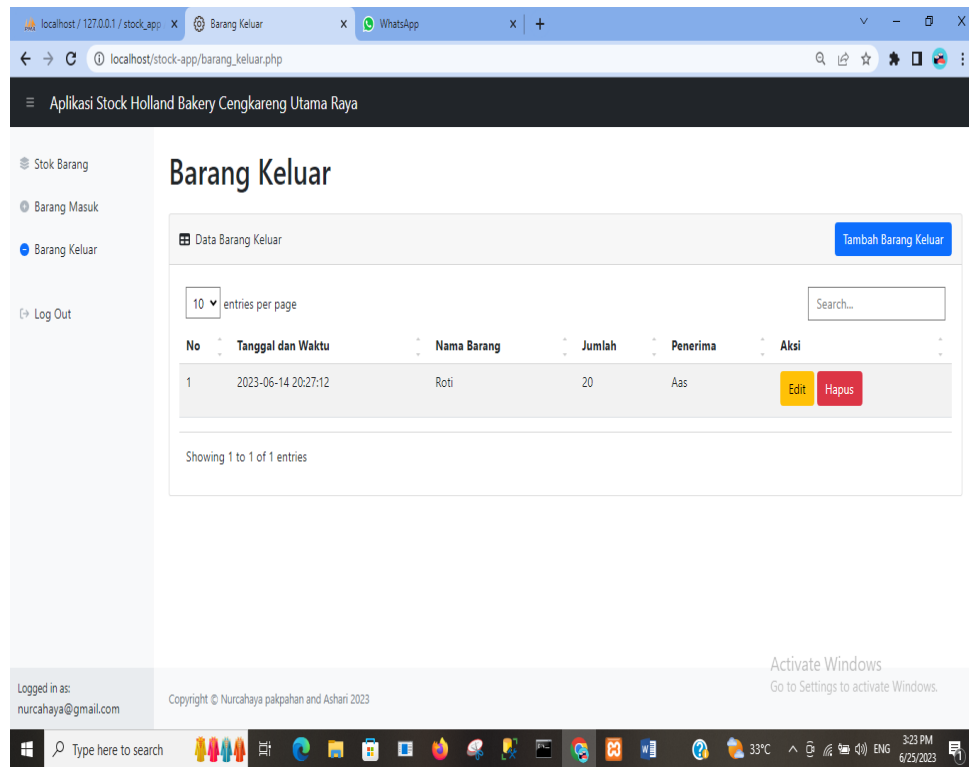 localhost / 127.0.0.1 / stock_app
Barang Keluar
WhatsApp
localhost/stock-app/barang_keluar.php
Aplikasi Stock Holland Bakery Cengkareng Utama Raya
Stok Barang
Barang Masuk
Barang Keluar
Log Out
Barang Keluar
Data Barang Keluar
Tambah Barang Keluar
10 entries per page
Search...
No Tanggal dan Waktu Nama Barang Jumlah Penerima Aksi
1 2023-06-14 20:27:12 Roti 20 Aas Edit Hapus
Showing 1 to 1 of 1 entries
Activate Windows
Go to Settings to activate Windows.
Logged in as:
nurcahaya@gmail.com
Copyright © Nurcahaya pakpahan and Ashari 2023
Type here to search
33°C
ENG
3:23 PM
6/25/2023